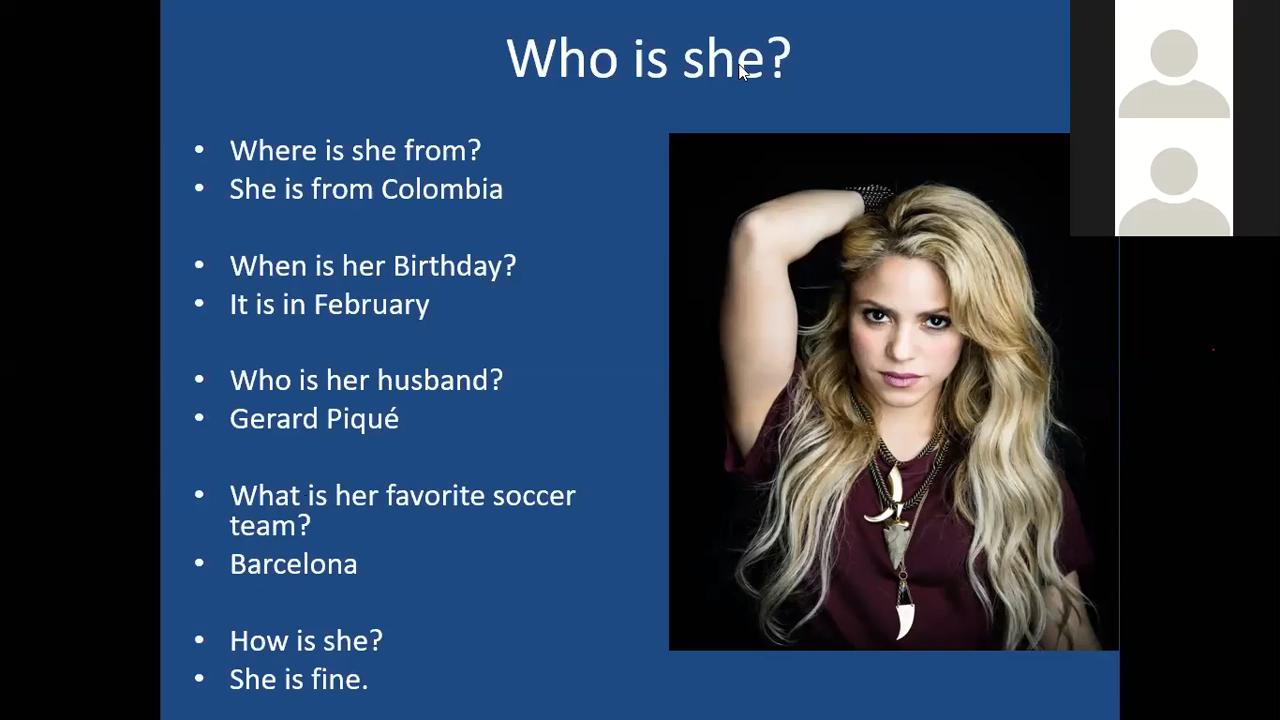 Who is she?
• Where is she from?
• She is from Colombia
• When is her Birthday?
• It is in February
• Who is her husband?
• Gerard Piqué
• What is her favorite soccer
team?
• Barcelona
• How is she?
• She is fine.